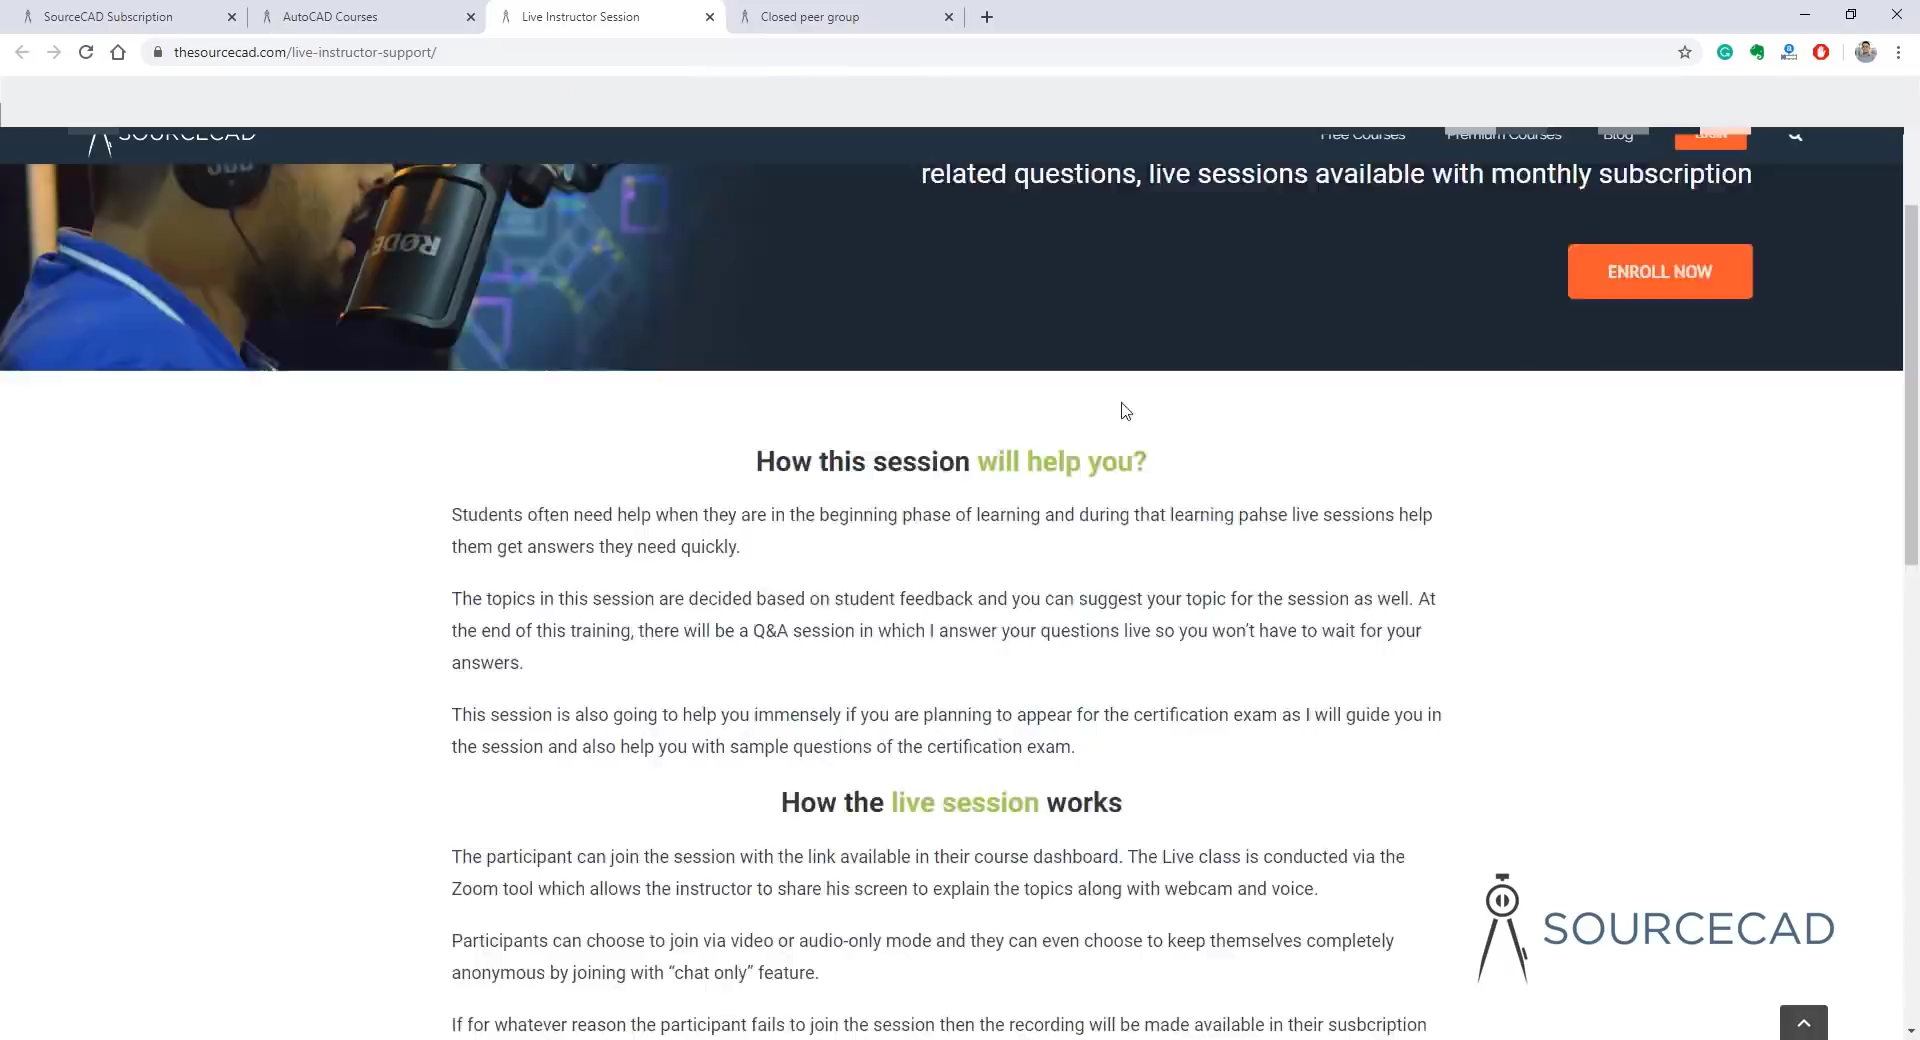 SourceCAD Subscription
AutoCAD Courses
Live Instructor Session
Closed peer group
thesourcecad.com/live-instructor-support/
SOURCECAD
Free Courses
Premium Courses
Blog
LOGIN
related questions, live sessions available with monthly subscription
RØDE
ENROLL NOW
How this session will help you?
Students often need help when they are in the beginning phase of learning and during that learning pahse live sessions help
them get answers they need quickly.
The topics in this session are decided based on student feedback and you can suggest your topic for the session as well. At
the end of this training, there will be a Q&A session in which I answer your questions live so you won’t have to wait for your
answers.
This session is also going to help you immensely if you are planning to appear for the certification exam as I will guide you in
the session and also help you with sample questions of the certification exam.
How the live session works
The participant can join the session with the link available in their course dashboard. The Live class is conducted via the
Zoom tool which allows the instructor to share his screen to explain the topics along with webcam and voice.
Participants can choose to join via video or audio-only mode and they can even choose to keep themselves completely
anonymous by joining with “chat only” feature.
If for whatever reason the participant fails to join the session then the recording will be made available in their susbcription
SOURCECAD